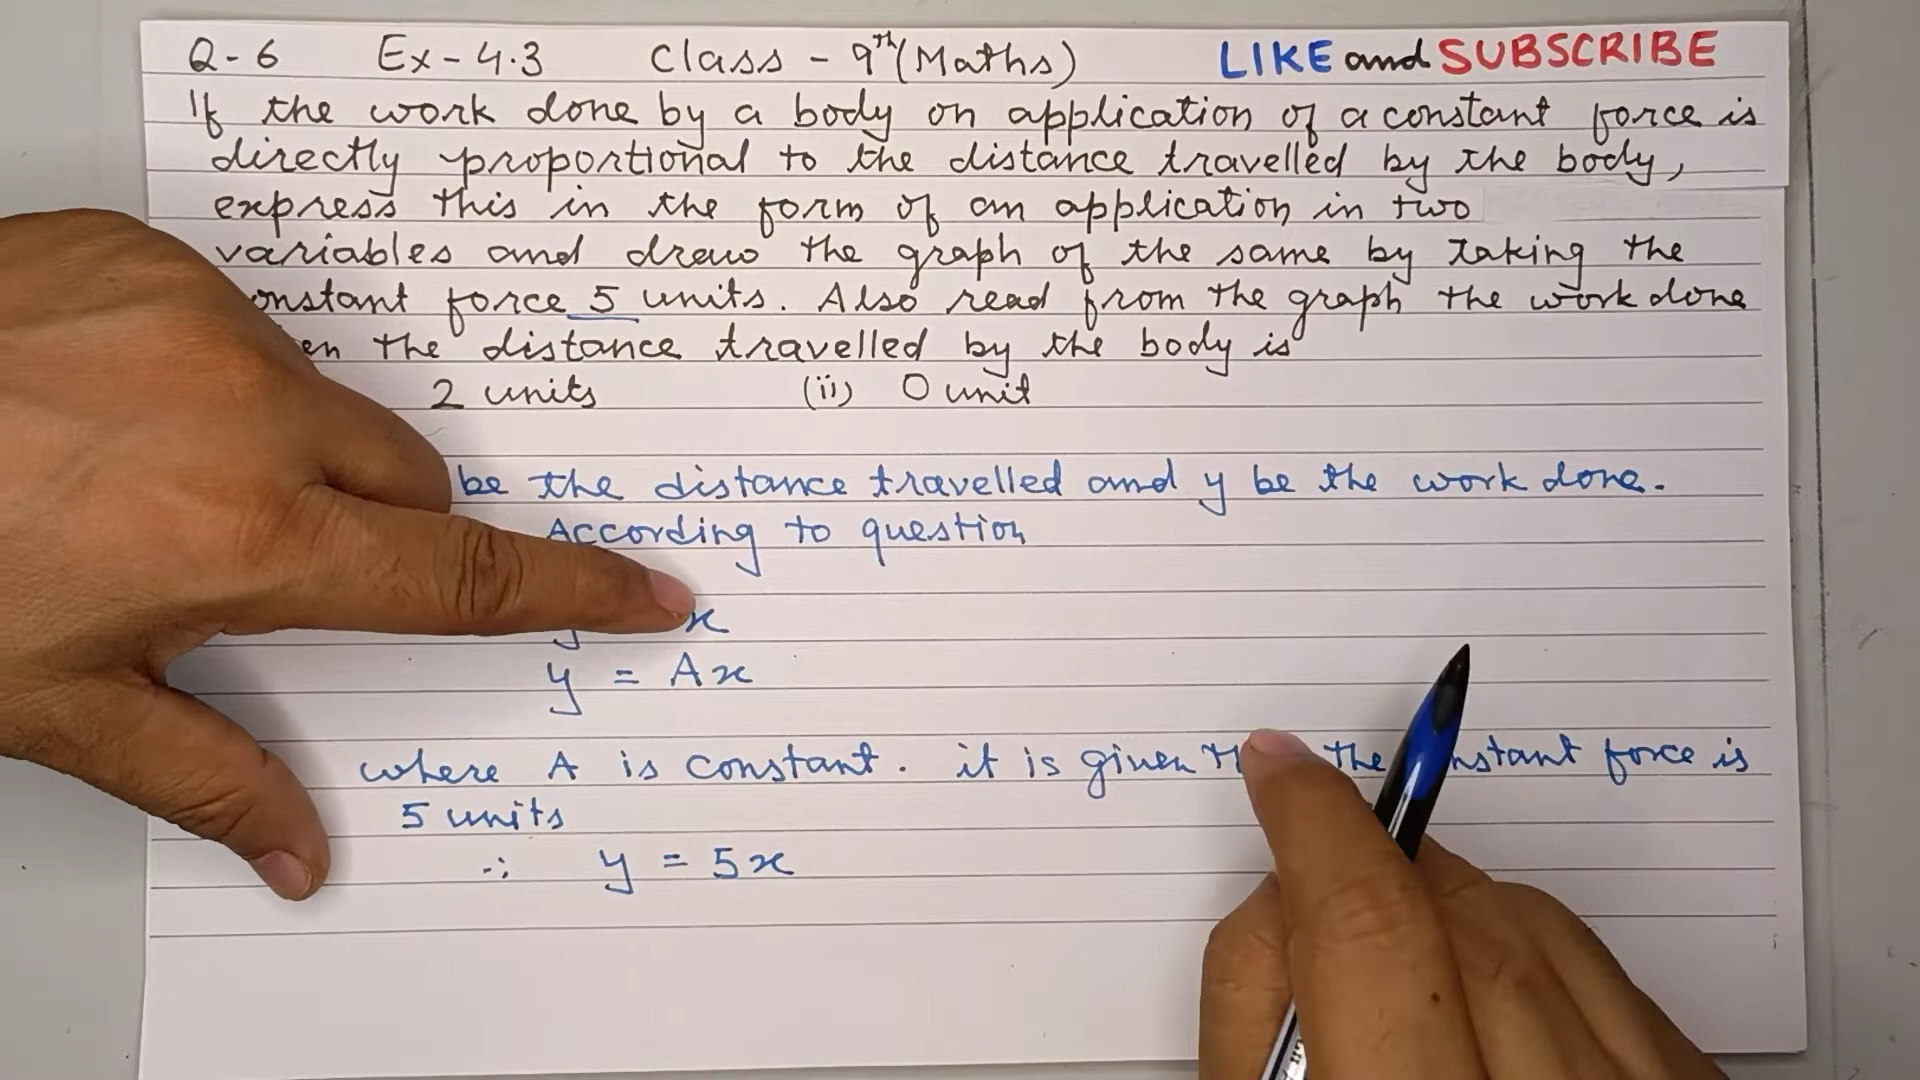 Q-6 Ex-4.3 Class - 9th (Maths) LIKE and SUBSCRIBE
If the work done by a body on application of a constant force is
directly proportional to the distance travelled by the body,
express this in the form of an application in two
variables and draw the graph of the same by taking the
onstant force 5 units. Also read from the graph the work done
en the distance travelled by the body is
2 units (ii) 0 unit
be the distance travelled and y be the work done.
According to question
y x
y = Ax
where A is constant. it is given the nstant force is
5 units
∴ y = 5x